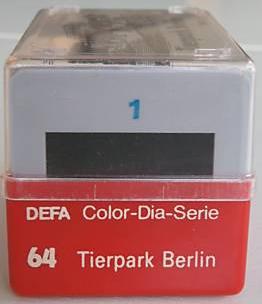 1
DEFA Color-Dia-Serie
64 Tierpark Berlin